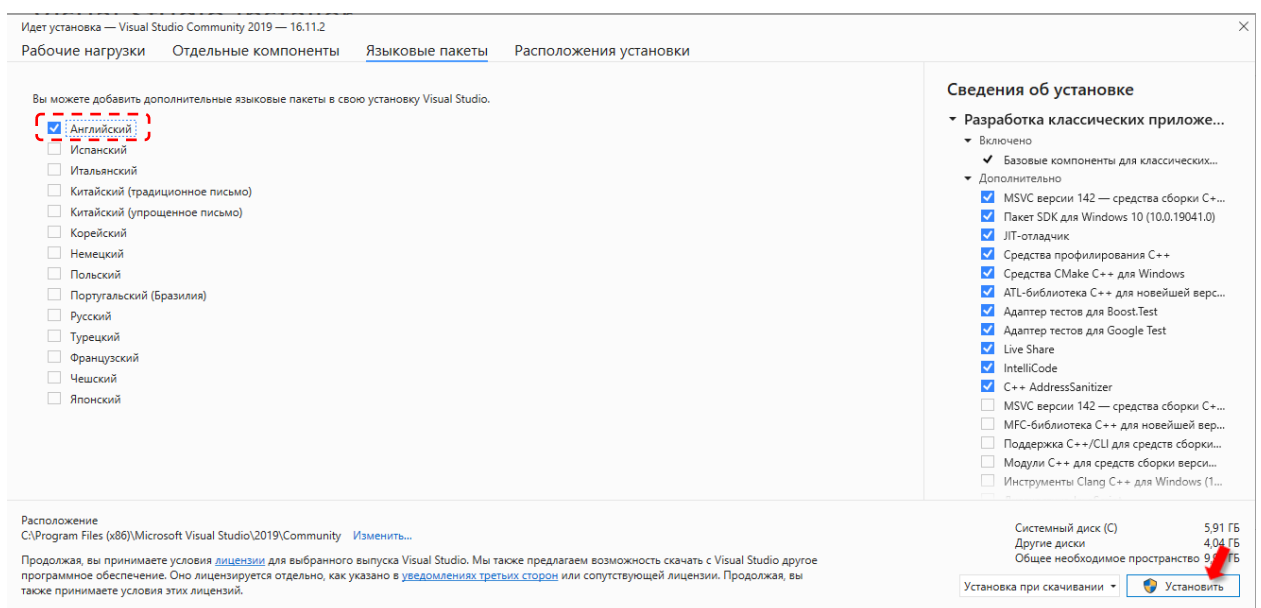 Идет установка — Visual Studio Community 2019 — 16.11.2
Рабочие нагрузки Отдельные компоненты Языковые пакеты Расположения установки
Вы можете добавить дополнительные языковые пакеты в свою установку Visual Studio.
Английский
Испанский
Итальянский
Китайский (традиционное письмо)
Китайский (упрощенное письмо)
Корейский
Немецкий
Польский
Португальский (Бразилия)
Русский
Турецкий
Французский
Чешский
Японский
Сведения об установке
Разработка классических приложе...
Включено
Базовые компоненты для классических...
Дополнительно
MSVC версии 142 — средства сборки C+...
Пакет SDK для Windows 10 (10.0.19041.0)
JIT-отладчик
Средства профилирования C++
Средства CMake C++ для Windows
ATL-библиотека C++ для новейшей верс...
Адаптер тестов для Boost.Test
Адаптер тестов для Google Test
Live Share
IntelliCode
C++ AddressSanitizer
MSVC версии 142 — средства сборки C+...
MFC-библиотека C++ для новейшей вер...
Поддержка C++/CLI для средств сборки...
Модули C++ для средств сборки верси...
Инструменты Clang C++ для Windows (1...
Расположение
C:\Program Files (x86)\Microsoft Visual Studio\2019\Community Изменить...
Продолжая, вы принимаете условия лицензии для выбранного выпуска Visual Studio. Мы также предлагаем возможность скачать с Visual Studio другое
программное обеспечение. Оно лицензируется отдельно, как указано в уведомлениях третьих сторон или сопутствующей лицензии. Продолжая, вы
также принимаете условия этих лицензий.
Системный диск (C) 5,91 ГБ
Другие диски 4,04 ГБ
Общее необходимое пространство ГБ
Установка при скачивании Установить